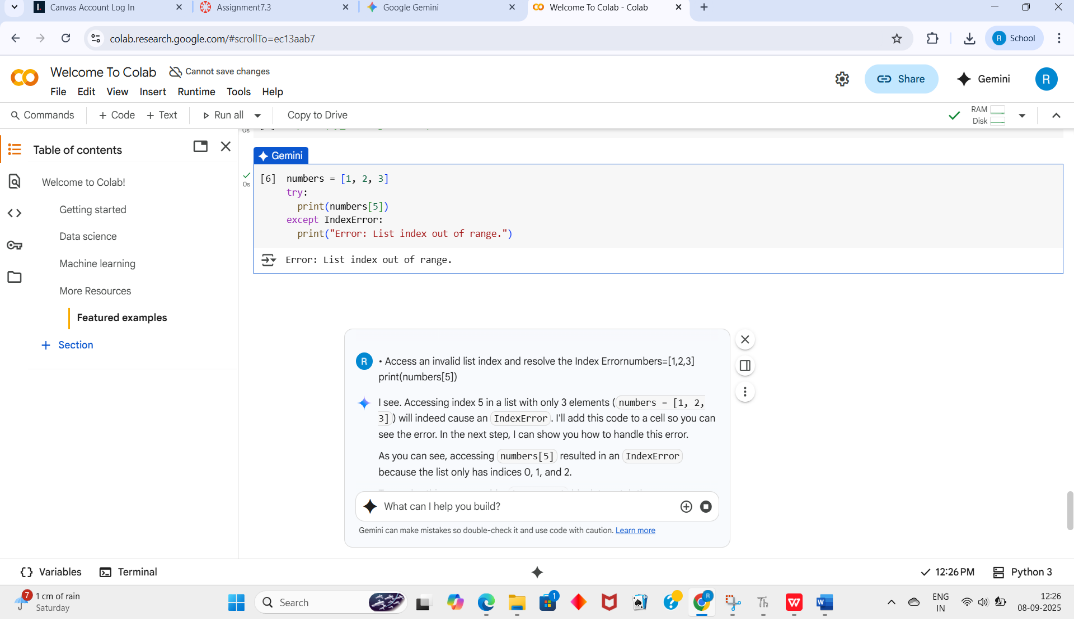 Canvas Account Log In
Assignment7.3
Google Gemini
Welcome To Colab - Colab
colab.research.google.com/#scrollTo=ec13aab7
R School
CO Welcome To Colab Cannot save changes
File Edit View Insert Runtime Tools Help
Share
Gemini
R
Commands + Code + Text Run all Copy to Drive
RAM
Disk
Table of contents
Welcome to Colab!
Getting started
Data science
Machine learning
More Resources
Featured examples
+ Section
0s
Gemini
0s
[6] numbers = [1, 2, 3]
try:
print(numbers[5])
except IndexError:
print("Error: List index out of range.")
Error: List index out of range.
R • Access an invalid list index and resolve the Index Errornumbers=[1,2,3]
print(numbers[5])
I see. Accessing index 5 in a list with only 3 elements ( numbers = [1, 2,
3] ) will indeed cause an IndexError . I'll add this code to a cell so you can
see the error. In the next step, I can show you how to handle this error.
As you can see, accessing numbers[5] resulted in an IndexError
because the list only has indices 0, 1, and 2.
What can I help you build?
Gemini can make mistakes so double-check it and use code with caution. Learn more
{} Variables Terminal
12:26 PM Python 3
7
1 cm of rain
Saturday
Search
1
ENG
IN
12:26
08-09-2025